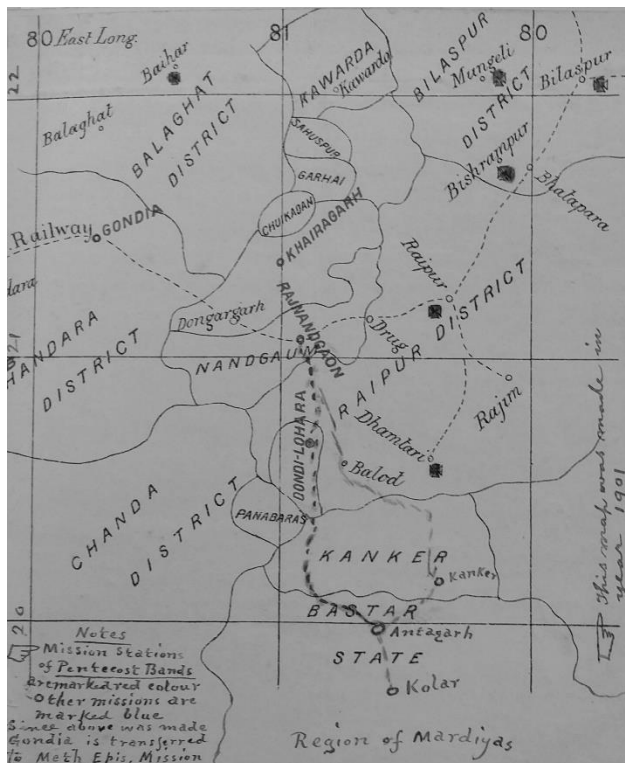 80 East Long.
81
80
Baihar
22
Balaghat
BALAGHAT
DISTRICT
KAWARDA
Kawarda
BILASPUR
DISTRICT
Mungeli
Bilaspur
SAHUSPUR
GARHAI
CHUIKADAN
KHAIRAGARH
Bishrampur
Bhatapara
Railway
GONDIA
dara
Raipur
RAIPUR DISTRICT
Dongargarh
RAJNANDGAON
Drug
21
HANDARA
DISTRICT
NANDGAUM
Rajim
DONDI-LOHARA
Dhamtari
Balod
CHANDA
DISTRICT
PANABARAS
KANKER
Kanker
20
BASTAR
STATE
Antagarh
Kolar
Region of Mardiyas
This map was made in
year 1901
Notes
Mission Stations
of Pentecost Bands
are marked red colour
Other missions are
marked blue
Since above was made
Gondia is transferred
to Meth Epis. Mission